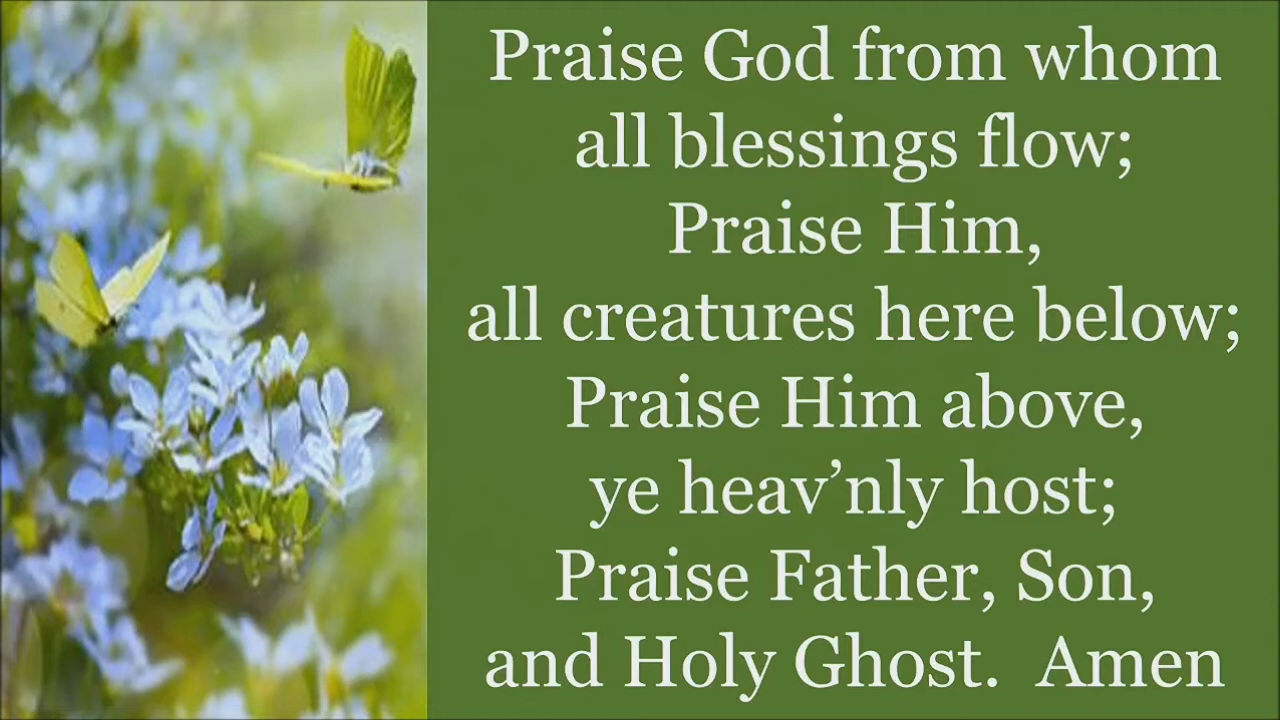 Praise God from whom
all blessings flow;
Praise Him,
all creatures here below;
Praise Him above,
ye heav’nly host;
Praise Father, Son,
and Holy Ghost.  Amen